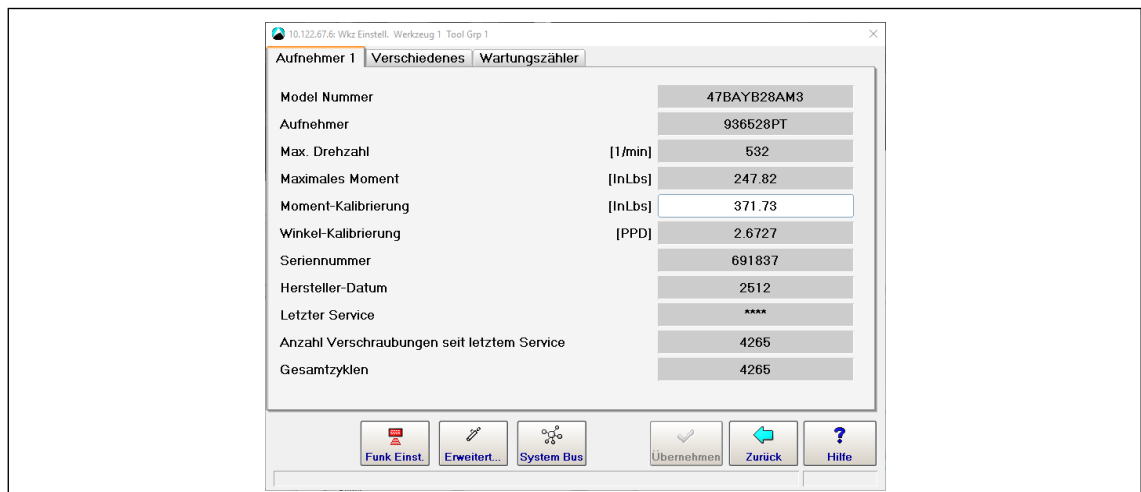 10.122.67.6: Wkz Einstell. Werkzeug 1 Tool Grp 1
Aufnehmer 1 Verschiedenes Wartungszähler
Model Nummer 47BAYB28AM3
Aufnehmer 936528PT
Max. Drehzahl [1/min] 532
Maximales Moment [InLbs] 247.82
Moment-Kalibrierung [InLbs] 371.73
Winkel-Kalibrierung [PPD] 2.6727
Seriennummer 691837
Hersteller-Datum 2512
Letzter Service ****
Anzahl Verschraubungen seit letztem Service 4265
Gesamtzyklen 4265
Funk Einst. Erweitert... System Bus Übernehmen Zurück Hilfe